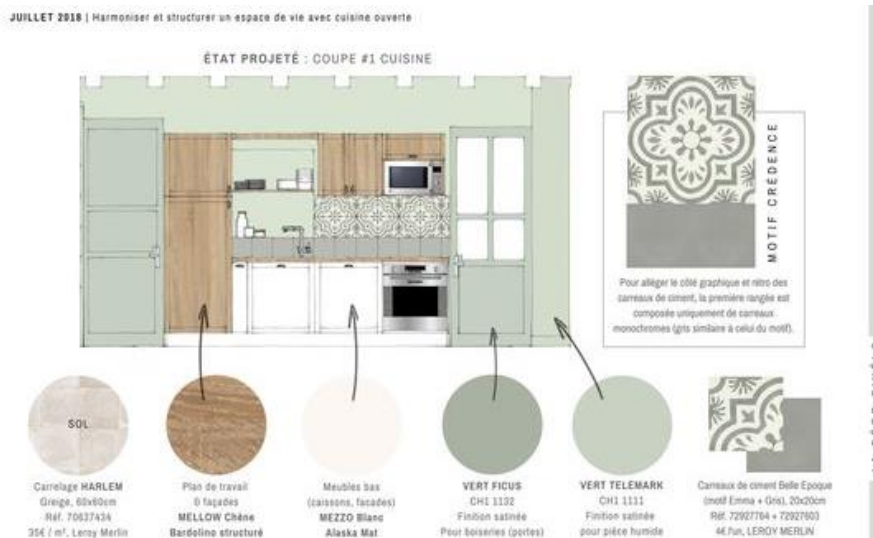 JUILLET 2018 | Harmoniser et structurer un espace de vie avec cuisine ouverte
ÉTAT PROJETÉ : COUPE #1 CUISINE
MOTIF CRÉDENCE
Pour alléger le côté graphique et rétro des
carreaux de ciment, la première rangée est
composée uniquement de carreaux
monochromes (gris similaire à celui du motif).
SOL
Carrelage HARLEM
Greige, 60x60cm
Réf. 70637434
35€ / m², Leroy Merlin
Plan de travail
& façades
MELLOW Chêne
Bardolino structuré
Meubles bas
(caissons, facades)
MEZZO Blanc
Alaska Mat
VERT FICUS
CH1 1132
Finition satinée
Pour boiseries (portes)
VERT TELEMARK
CH1 1111
Finition satinée
pour pièce humide
Carreaux de ciment Belle Epoque
(motif Emma + Gris), 20x20cm
Réf. 72927764 + 72927603
4€ l'un, LEROY MERLIN